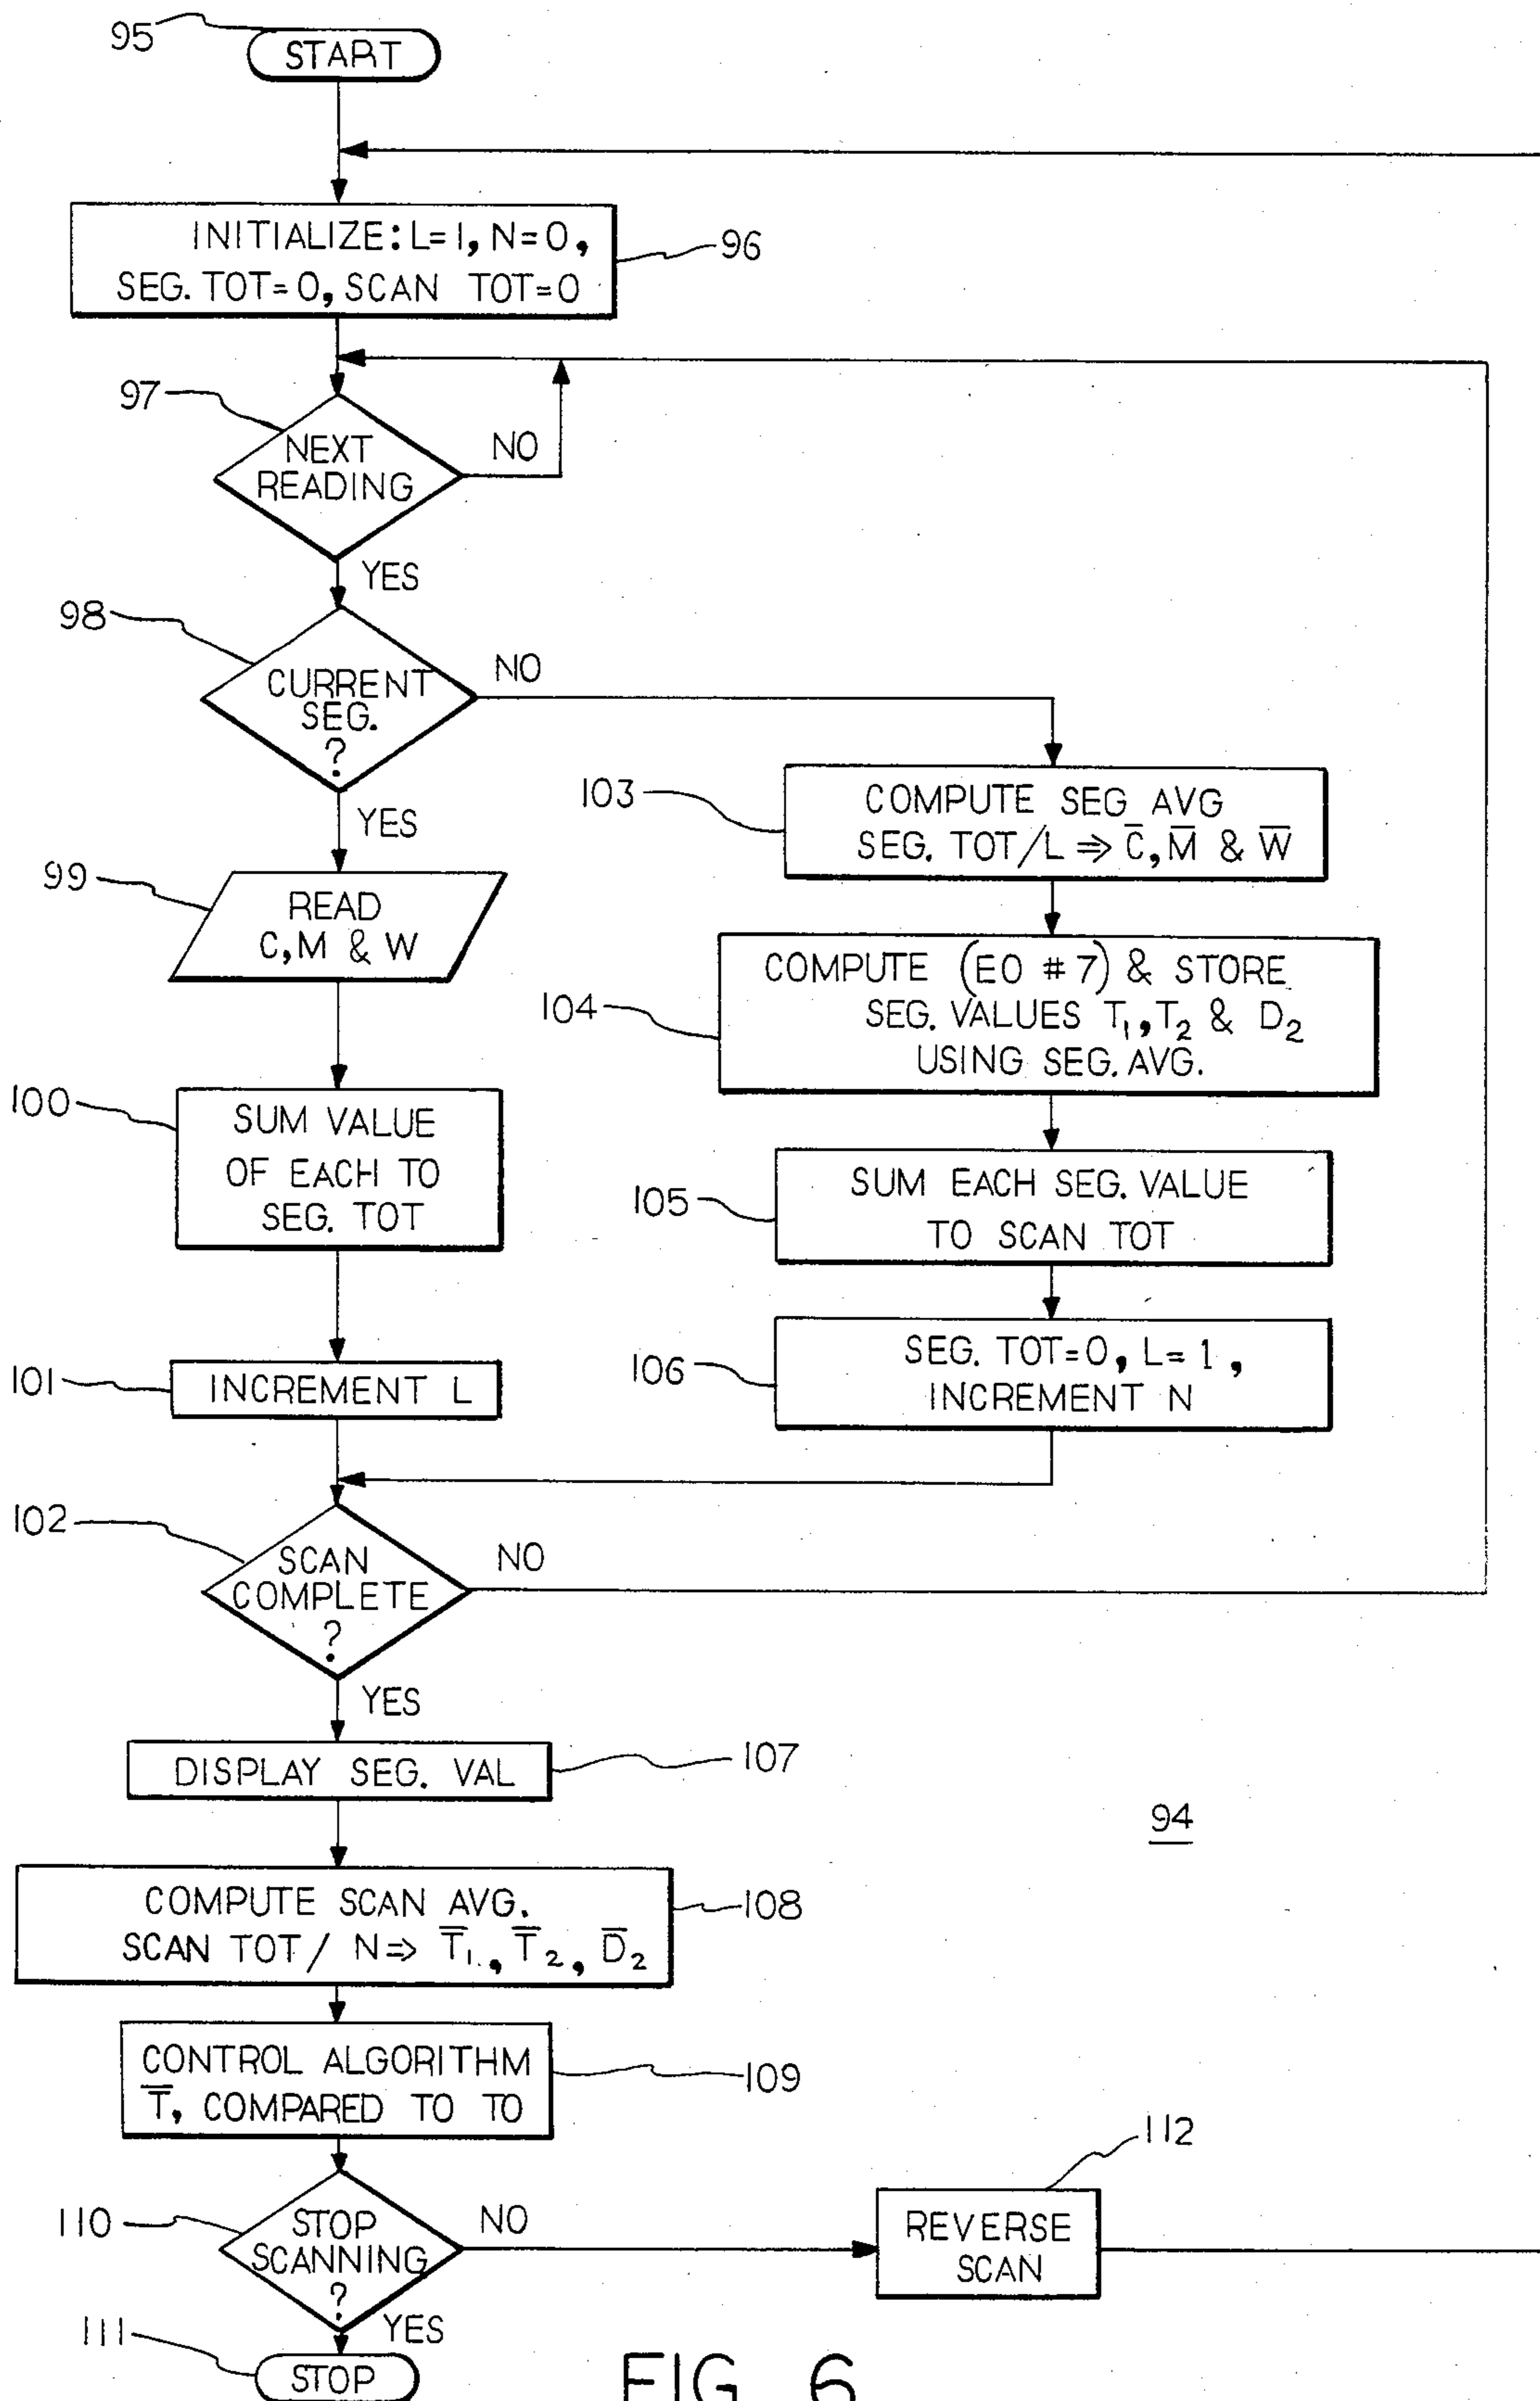 95
START
INITIALIZE: L=1, N=0,
SEG. TOT=0, SCAN TOT=0
96
97
NEXT
READING
NO
YES
98
CURRENT
SEG.
?
NO
YES
99
READ
C, M & W
100
SUM VALUE
OF EACH TO
SEG. TOT
101
INCREMENT L
103
COMPUTE SEG AVG
SEG. TOT/L ⇒ C̅, M̅ & W̅
104
COMPUTE (EO # 7) & STORE
SEG. VALUES T₁, T₂ & D₂
USING SEG. AVG.
105
SUM EACH SEG. VALUE
TO SCAN TOT
106
SEG. TOT=0, L= 1,
INCREMENT N
102
SCAN
COMPLETE
?
NO
YES
DISPLAY SEG. VAL
107
94
COMPUTE SCAN AVG.
SCAN TOT / N ⇒ T̿₁, T̿₂, D̿₂
108
CONTROL ALGORITHM
T̿, COMPARED TO TO
109
110
STOP
SCANNING
?
NO
YES
112
REVERSE
SCAN
111
STOP
FIG. 6